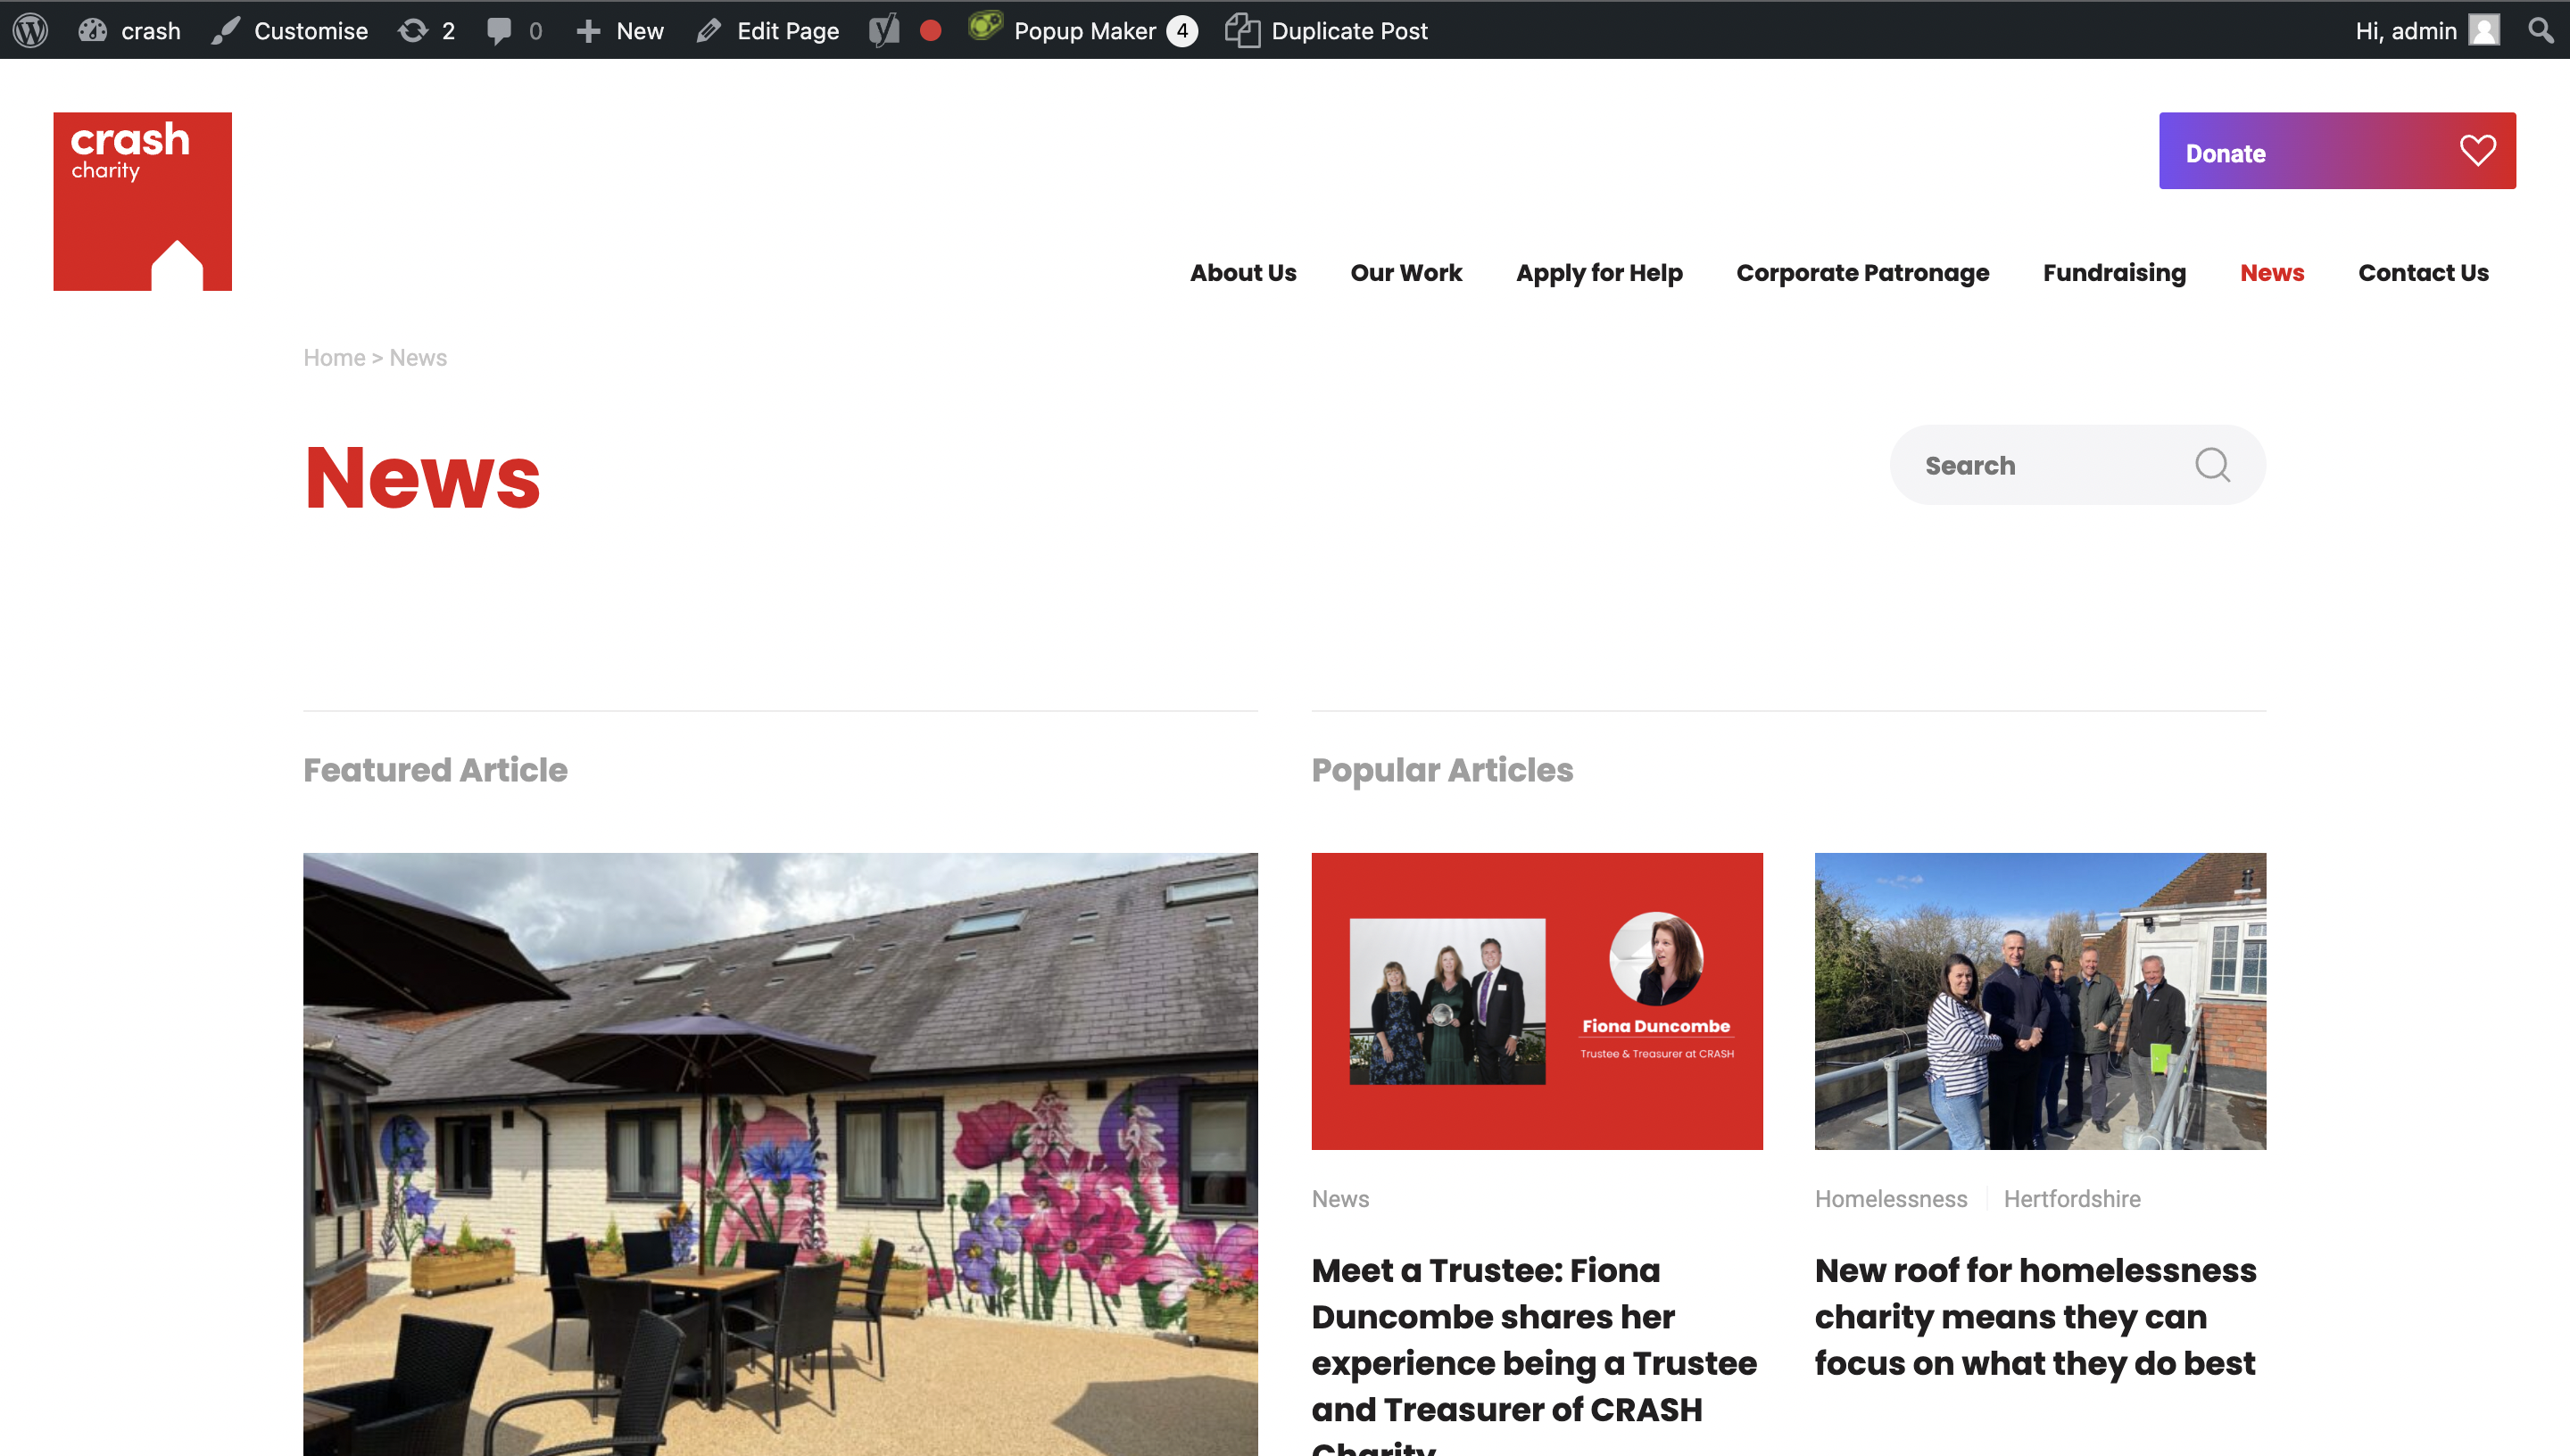 crash Customise 2 0 New Edit Page Popup Maker 4 Duplicate Post Hi, admin
crash
charity
Donate
About Us Our Work Apply for Help Corporate Patronage Fundraising News Contact Us
Home > News
News
Search
Featured Article
Popular Articles
Fiona Duncombe
Trustee & Treasurer at CRASH
News
Homelessness Hertfordshire
Meet a Trustee: Fiona
Duncombe shares her
experience being a Trustee
and Treasurer of CRASH
Charity
New roof for homelessness
charity means they can
focus on what they do best